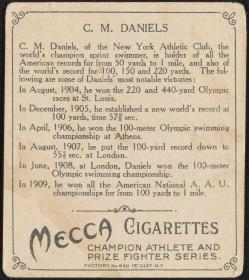 C. M. DANIELS
C. M. Daniels, of the New York Athletic Club, the
world's champion sprint swimmer, is holder of all the
American records for from 50 yards to 1 mile, and also of
the world's record for 100, 150 and 220 yards. The fol-
lowing are some of Daniels' most notable victories:
In August, 1904, he won the 220 and 440-yard Olympic
races at St. Louis.
In December, 1905, he established a new world's record at
100 yards, time 57⅗ sec.
In April, 1906, he won the 100-meter Olympic swimming
championship at Athens.
In August, 1907, he put the 100-yard record down to
55⅖ sec. at London.
In June, 1908, at London, Daniels won the 100-meter
Olympic swimming championship.
In 1909, he won all the American National A. A. U.
championships for from 100 yards to 1 mile.
MECCA CIGARETTES
CHAMPION ATHLETE AND
PRIZE FIGHTER SERIES.
FACTORY No 649 1ST DIST. N.Y.